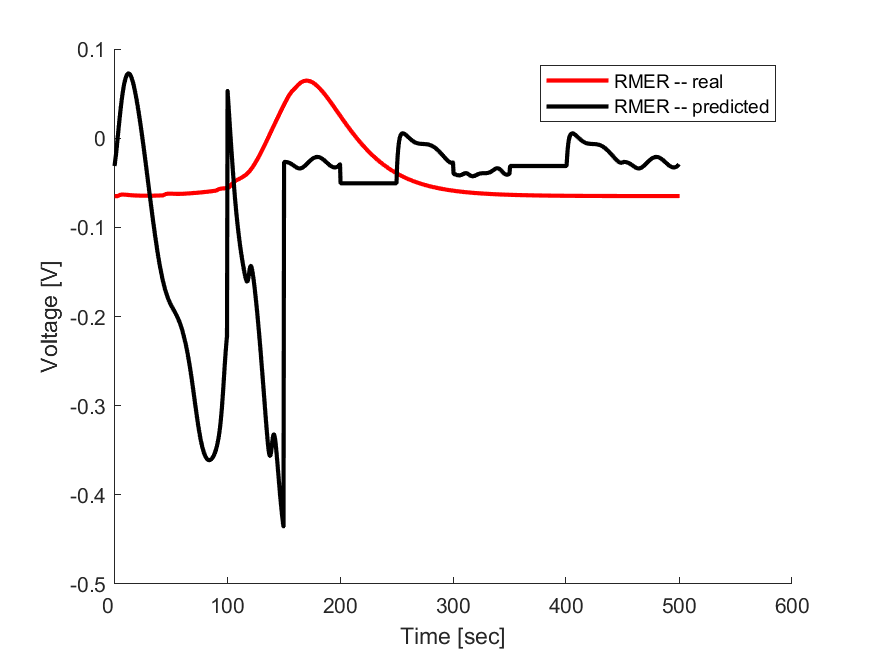 0.1
0
-0.1
-0.2
-0.3
-0.4
-0.5
Voltage [V]
0 100 200 300 400 500 600
Time [sec]
RMER -- real
RMER -- predicted